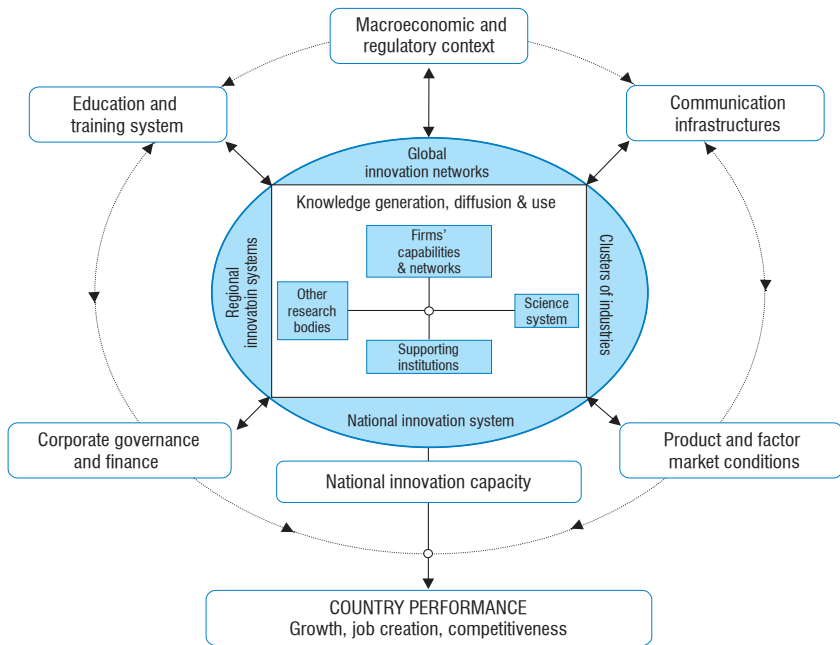 Macroeconomic and
regulatory context
Education and
training system
Communication
infrastructures
Global
innovation networks
Knowledge generation, diffusion & use
Firms'
capabilities
& networks
Regional
innovatoin systems
Clusters of industries
Other
research
bodies
Science
system
Supporting
institutions
National innovation system
Corporate governance
and finance
Product and factor
market conditions
National innovation capacity
COUNTRY PERFORMANCE
Growth, job creation, competitiveness